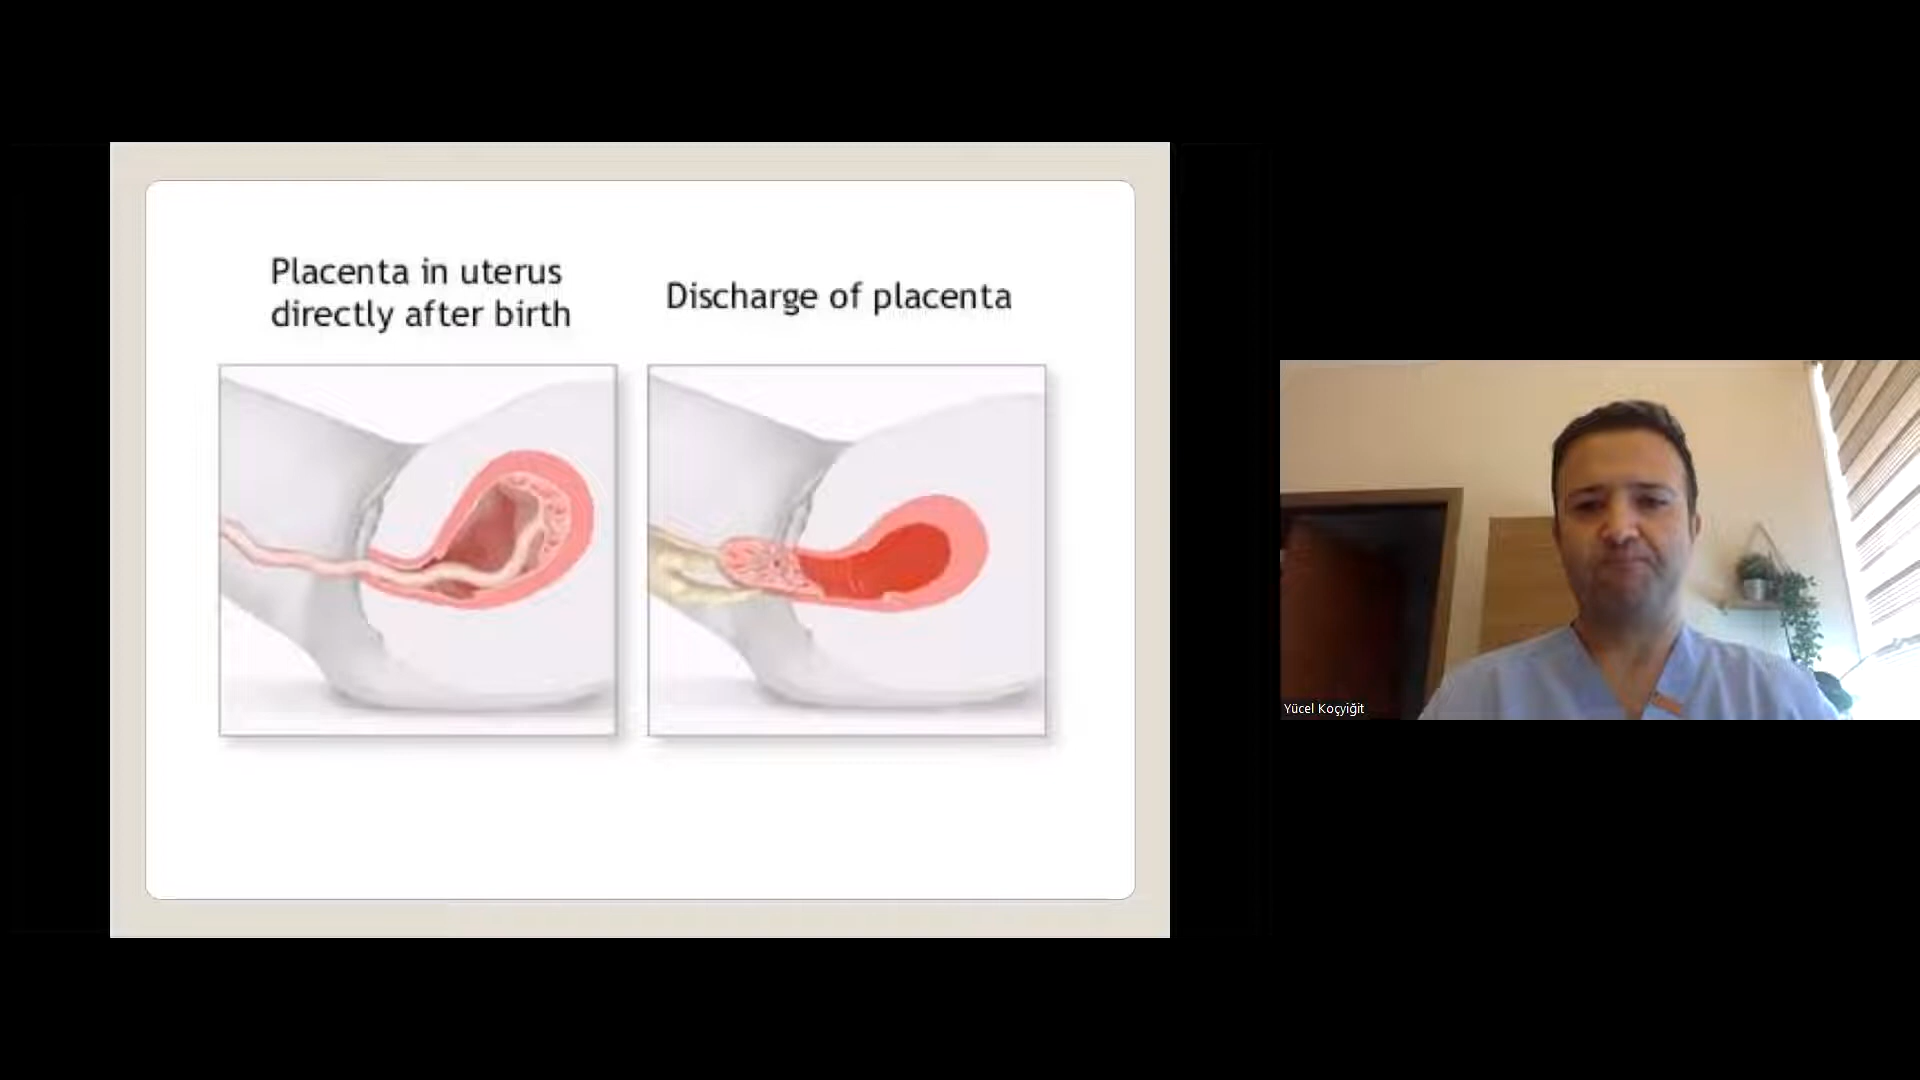 Placenta in uterus
directly after birth
Discharge of placenta
Yücel Koçyiğit